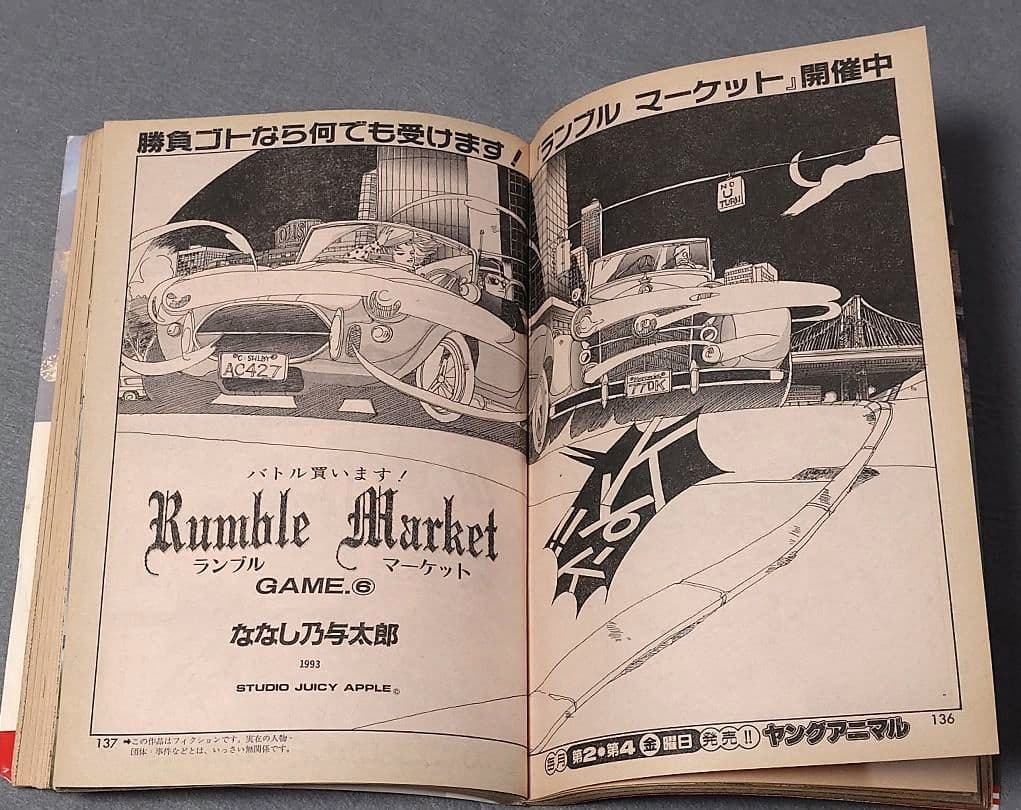 勝負ゴトなら何でも受けます！
『ランブル マーケット』開催中
NO
U
TURN
AC427
770K
バトル買います！
Rumble Market
ランブル マーケット
GAME.⑥
ななし乃与太郎
1993
STUDIO JUICY APPLE©
137
➡この作品はフィクションです。実在の人物・
団体・事件などとは、いっさい無関係です。
毎月 第2・第4金曜日発売!! ヤングアニマル
136